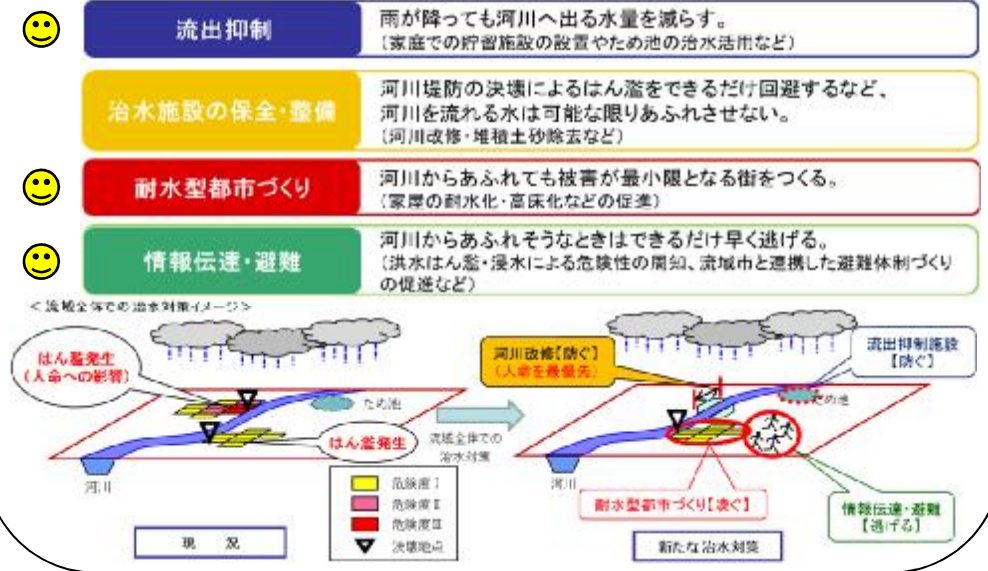 流出抑制
雨が降っても河川へ出る水量を減らす。
(家庭での貯留施設の設置やため池の治水活用など)
治水施設の保全・整備
河川堤防の決壊によるはん濫をできるだけ回避するなど、
河川を流れる水は可能な限りあふれさせない。
(河川改修・堆積土砂除去など)
耐水型都市づくり
河川からあふれても被害が最小限となる街をつくる。
(家屋の耐水化・高床化などの促進)
情報伝達・避難
河川からあふれそうなときはできるだけ早く逃げる。
(洪水はん濫・浸水による危険性の周知、流域市と連携した避難体制づくり
の促進など)
<流域全体での治水対策イメージ>
はん濫発生
(人命への影響)
ため池
はん濫発生
河川
危険度Ⅰ
危険度Ⅱ
危険度Ⅲ
決壊地点
現 況
流域全体での
治水対策
河川改修【防ぐ】
(人命を最優先)
流出抑制施設
【防ぐ】
ため池
河川
耐水型都市づくり【凌ぐ】
情報伝達・避難
【逃げる】
新たな治水対策